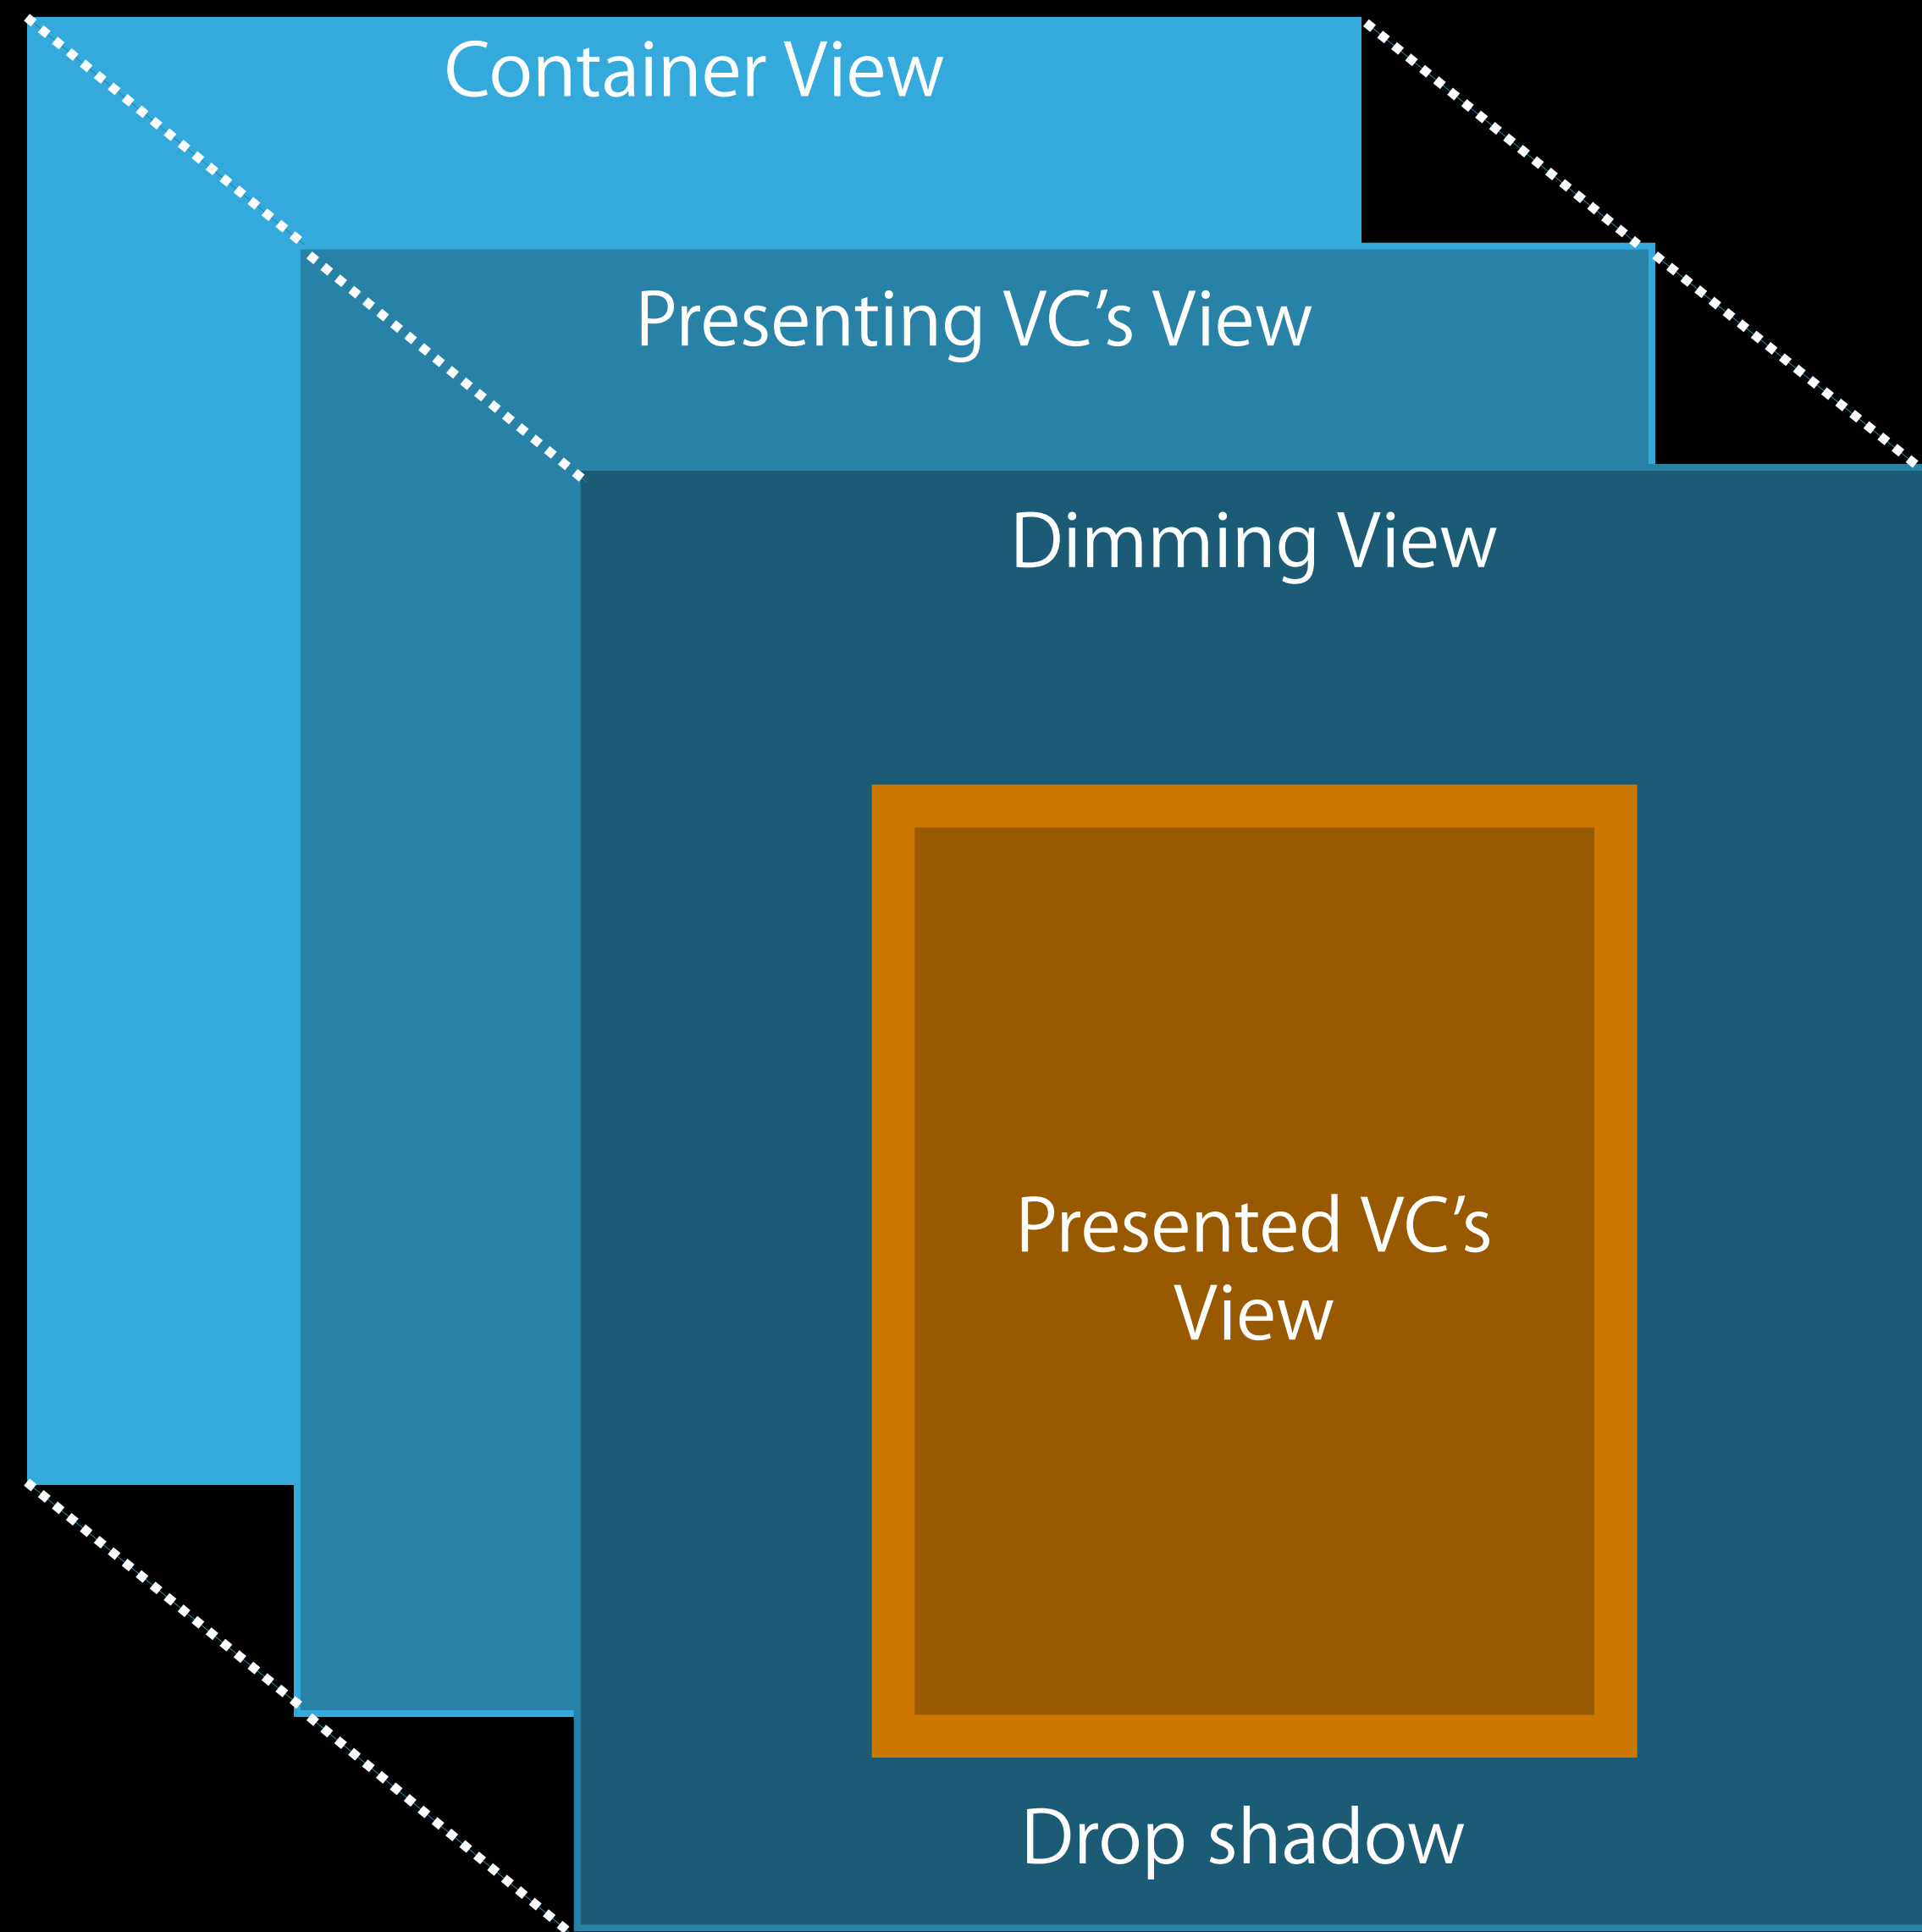 Container View
Presenting VC’s View
Dimming View
Presented VC’s
View
Drop shadow